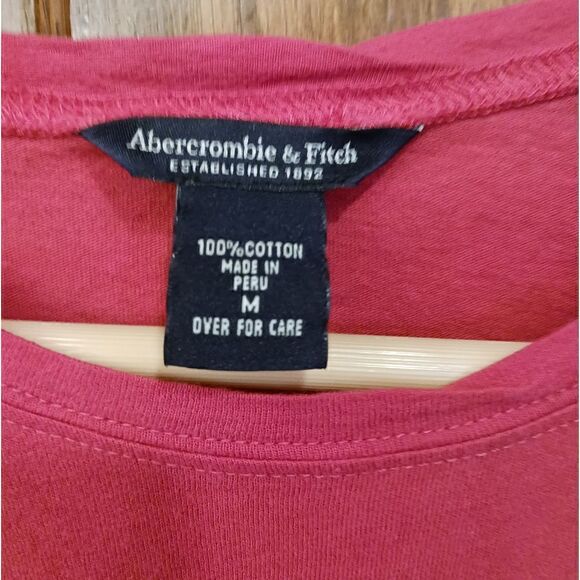 Abercrombie & Fitch
ESTABLISHED 1892
100%COTTON
MADE IN
PERU
M
OVER FOR CARE